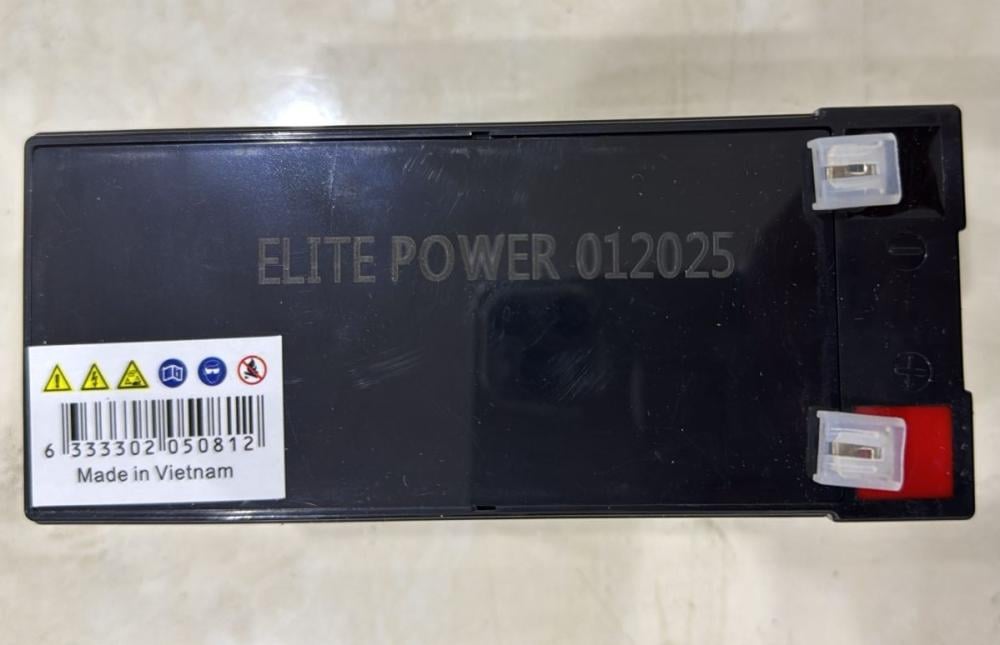 ELITE POWER 012025
6 333302 050812
Made in Vietnam